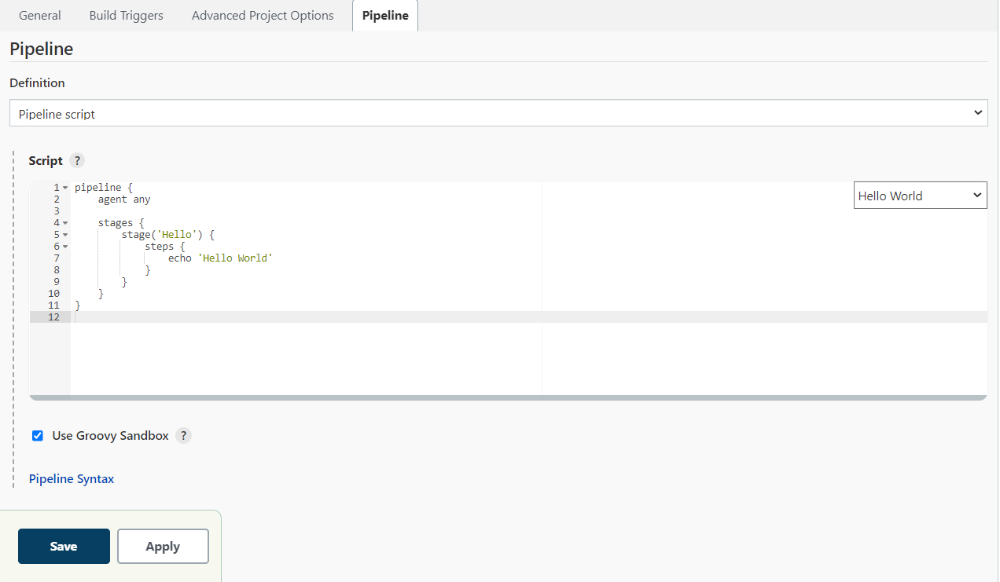 General Build Triggers Advanced Project Options Pipeline
Pipeline
Definition
Pipeline script
Script ?
Hello World
1 pipeline {
2     agent any
3
4     stages {
5         stage('Hello') {
6             steps {
7                 echo 'Hello World'
8             }
9         }
10     }
11 }
12
Use Groovy Sandbox ?
Pipeline Syntax
Save Apply